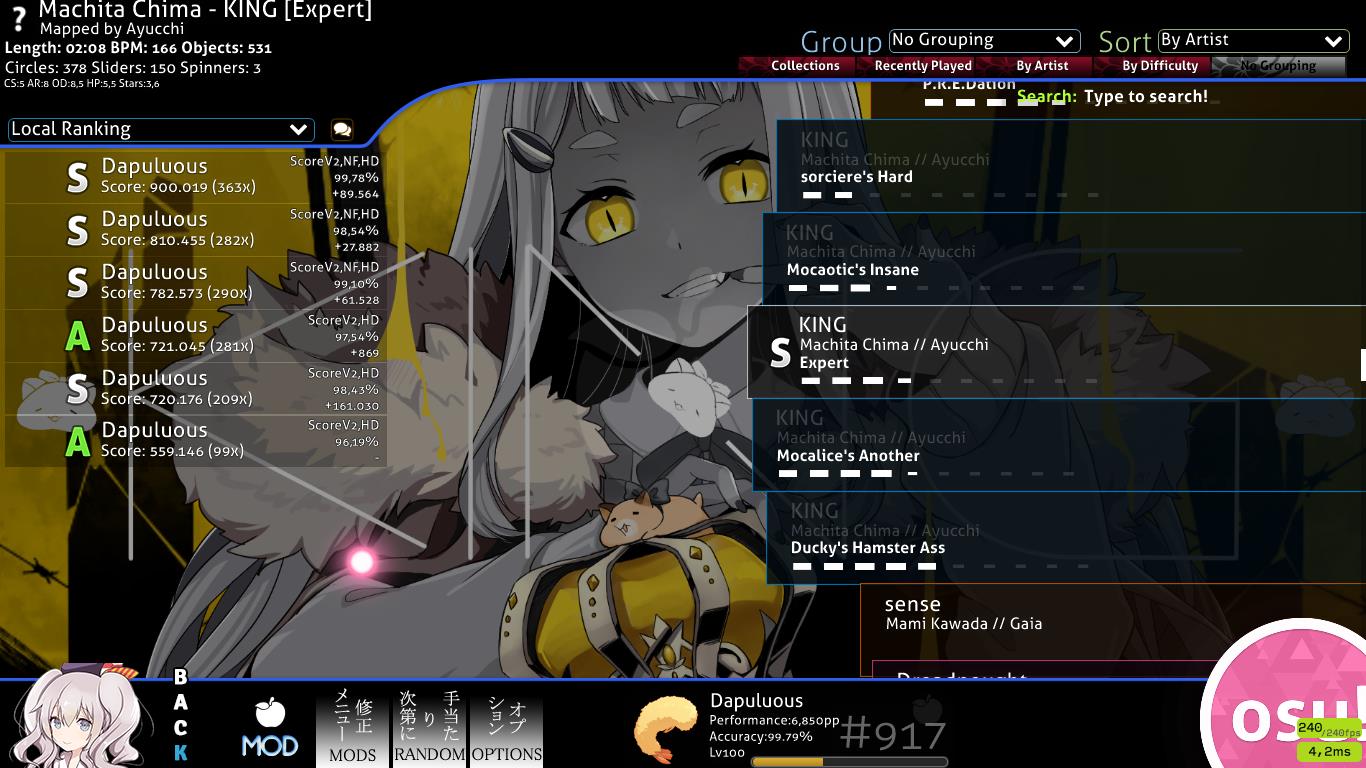 ?
Machita Chima - KING [Expert]
Mapped by Ayucchi
Length: 02:08 BPM: 166 Objects: 531
Circles: 378 Sliders: 150 Spinners: 3
CS:5 AR:8 OD:8,5 HP:5,5 Stars:3,6
Group
No Grouping
Sort
By Artist
Collections
Recently Played
By Artist
By Difficulty
No Grouping
Local Ranking
P.R.E.Dation
Search: Type to search!
S
Dapuluous
Score: 900.019 (363x)
ScoreV2,NF,HD
99,78%
+89.564
S
Dapuluous
Score: 810.455 (282x)
ScoreV2,NF,HD
98,54%
+27.882
S
Dapuluous
Score: 782.573 (290x)
ScoreV2,NF,HD
99,10%
+61.528
A
Dapuluous
Score: 721.045 (281x)
ScoreV2,HD
97,54%
+869
S
Dapuluous
Score: 720.176 (209x)
ScoreV2,HD
98,43%
+161.030
A
Dapuluous
Score: 559.146 (99x)
ScoreV2,HD
96,19%
-
KING
Machita Chima // Ayucchi
sorciere's Hard
KING
Machita Chima // Ayucchi
Mocaotic's Insane
S
KING
Machita Chima // Ayucchi
Expert
KING
Machita Chima // Ayucchi
Mocalice's Another
KING
Machita Chima // Ayucchi
Ducky's Hamster Ass
sense
Mami Kawada // Gaia
Dreadnought
BACK
MOD
修正
メニュー
MODS
手当た
り
次第に
RANDOM
オプ
ション
OPTIONS
Dapuluous
Performance:6,850pp
Accuracy:99.79%
Lv100
#917
osu!
240/240fps
4,2ms